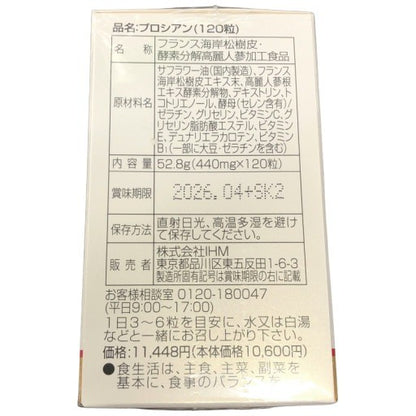 品名:プロシアン(120粒)
名　称 フランス海岸松樹皮・
酵素分解高麗人蔘加工食品
原材料名 サフラワー油(国内製造)、フランス
海岸松樹皮エキス末、高麗人蔘根
エキス酵素分解物、デキストリン、ト
コトリエノール、酵母(セレン含有)/
ゼラチン、グリセリン、ビタミンC、グ
リセリン脂肪酸エステル、ビタミン
E、デュナリエラカロテン、ビタミン
B1(一部に大豆・ゼラチンを含む)
内容量 52.8g(440mg×120粒)
賞味期限 2026.04+SK2
保存方法 直射日光、高温多湿を避け
て保存してください。
販売者 株式会社IHM
東京都品川区東五反田1-6-3
製造所固有記号は賞味期限の右に記載
お客様相談室 0120-180047
(平日9:00〜17:00)
1日3〜6粒を目安に、水又は白湯
などと一緒にお召し上がり下さい。
価格:11,448円(本体価格10,600円)
●食生活は、主食、主菜、副菜を
基本に、食事のバランスを